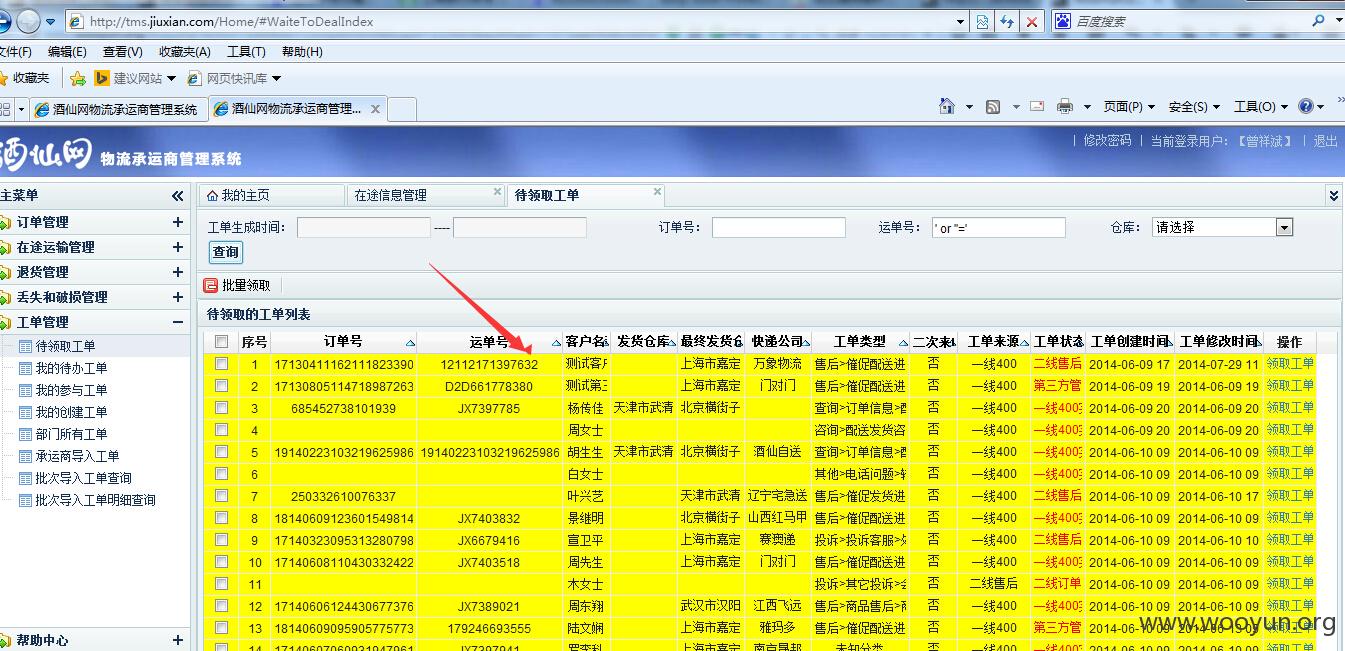 http://tms.jiuxian.com/Home/#WaiteToDealIndex 百度搜索
文件(F) 编辑(E) 查看(V) 收藏夹(A) 工具(T) 帮助(H)
收藏夹 建议网站 网页快讯库
酒仙网物流承运商管理系统 酒仙网物流承运商管理... 页面(P) 安全(S) 工具(O)
酒仙网 物流承运商管理系统 修改密码 当前登录用户:【曾祥斌】 退出
主菜单 我的主页 在途信息管理 待领取工单
订单管理
在途运输管理
退货管理
丢失和破损管理
工单管理
待领取工单
我的待办工单
我的参与工单
我的创建工单
部门所有工单
承运商导入工单
批次导入工单查询
批次导入工单明细查询
帮助中心
工单生成时间: ---- 订单号: 运单号: ' or ''=' 仓库: 请选择
查询
批量领取
待领取的工单列表
序号 订单号 运单号 客户名 发货仓库 最终发货仓 快递公司 工单类型 二次来 工单来源 工单状态 工单创建时间 工单修改时间 操作
1 17130411162111823390 12112171397632 测试客户 上海市嘉定 万象物流 售后>催促配送进 否 一线400 二线售后 2014-06-09 17 2014-07-29 11 领取工单
2 17130805114718987263 D2D661778380 测试第三 上海市嘉定 门对门 售后>催促配送进 否 一线400 第三方管 2014-06-09 19 2014-06-09 19 领取工单
3 685452738101939 JX7397785 杨传佳 天津市武清 北京横街子 查询>订单信息>配 否 一线400 一线400 2014-06-09 20 2014-06-09 20 领取工单
4 周女士 咨询>配送发货咨 否 一线400 一线400 2014-06-09 20 2014-06-09 20 领取工单
5 19140223103219625986 19140223103219625986 胡生生 天津市武清 北京横街子 酒仙自送 查询>订单信息>配 否 一线400 一线400 2014-06-09 20 2014-06-09 20 领取工单
6 白女士 其他>电话问题>转 否 一线400 一线400 2014-06-10 09 2014-06-10 09 领取工单
7 250332610076337 叶兴艺 天津市武清 辽宁宅急送 售后>催促发货进 否 一线400 二线售后 2014-06-10 09 2014-06-10 17 领取工单
8 18140609123601549814 JX7403832 景继明 北京横街子 山西红马甲 售后>催促配送进 否 一线400 一线400 2014-06-10 09 2014-06-10 09 领取工单
9 17140323095313280798 JX6679416 宣卫平 上海市嘉定 赛澳递 投诉>投诉客服>处 否 一线400 二线售后 2014-06-10 09 2014-06-10 10 领取工单
10 17140608110430332422 JX7403518 周先生 上海市嘉定 门对门 售后>催促配送进 否 一线400 一线400 2014-06-10 09 2014-06-10 09 领取工单
11 木女士 投诉>其它投诉>会 否 二线售后 二线订单 2014-06-10 09 2014-06-10 09 领取工单
12 17140606124430677376 JX7389021 周东翔 武汉市汉阳 江西飞远 售后>商品售后>商 否 一线400 一线400 2014-06-10 09 2014-06-10 09 领取工单
13 18140609095905775773 179246693555 陆文娴 上海市嘉定 雅玛多 售后>催促配送进 否 一线400 第三方管 2014-06-10 09
14
www.wooyun.org